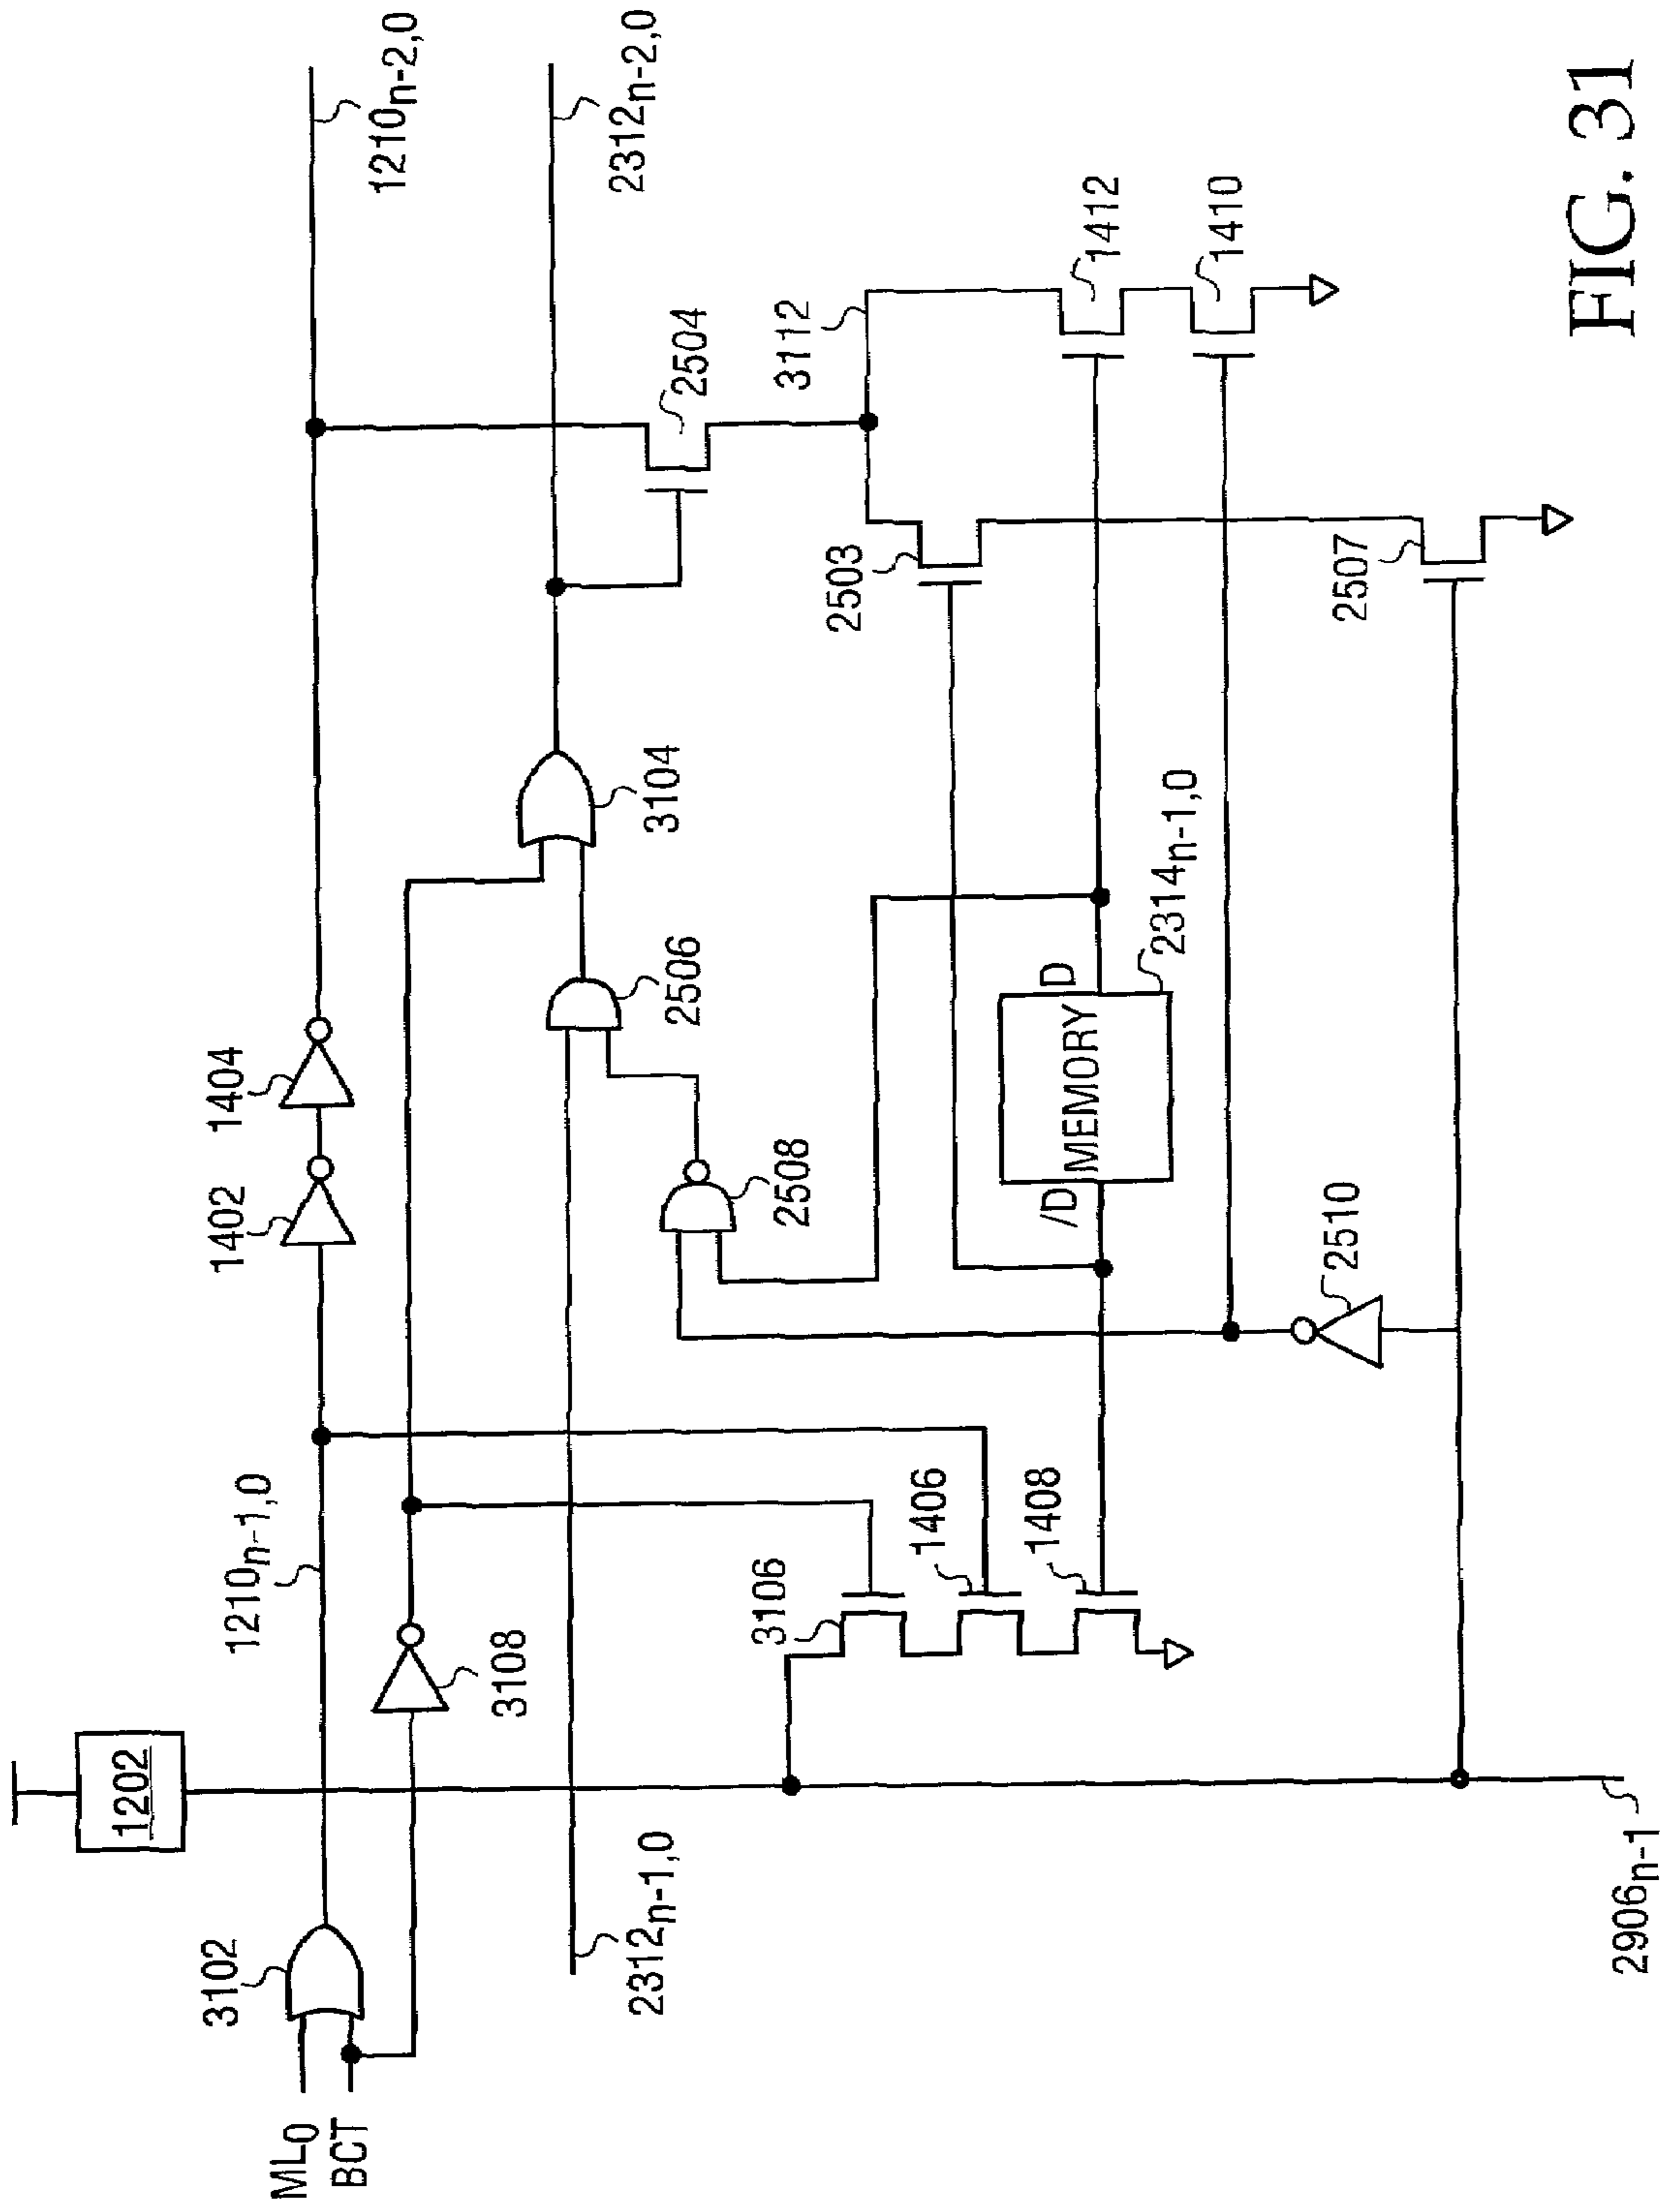 ML0
BCT
3102
1202
1210n-1,0
1402
1404
1210n-2,0
3108
2312n-1,0
2506
3104
2312n-2,0
2508
2504
3106
1406
1408
/D
MEMORY
D
2314n-1,0
2503
3112
1412
1410
2510
2507
2906n-1
FIG. 31